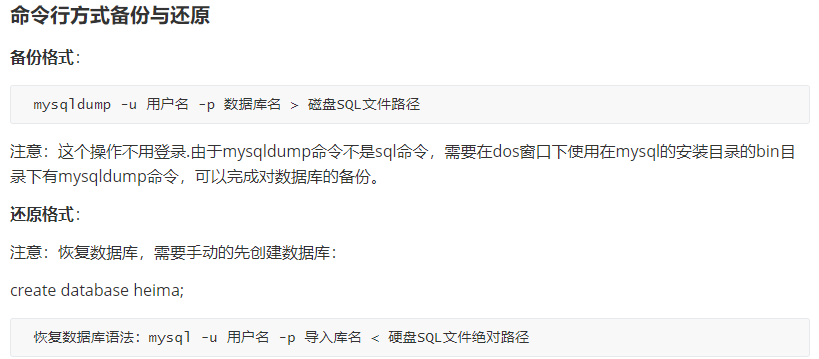 命令行方式备份与还原
备份格式：
mysqldump -u 用户名 -p 数据库名 > 磁盘SQL文件路径
注意：这个操作不用登录.由于mysqldump命令不是sql命令，需要在dos窗口下使用在mysql的安装目录的bin目
录下有mysqldump命令，可以完成对数据库的备份。
还原格式：
注意：恢复数据库，需要手动的先创建数据库：
create database heima;
恢复数据库语法：mysql -u 用户名 -p 导入库名 < 硬盘SQL文件绝对路径